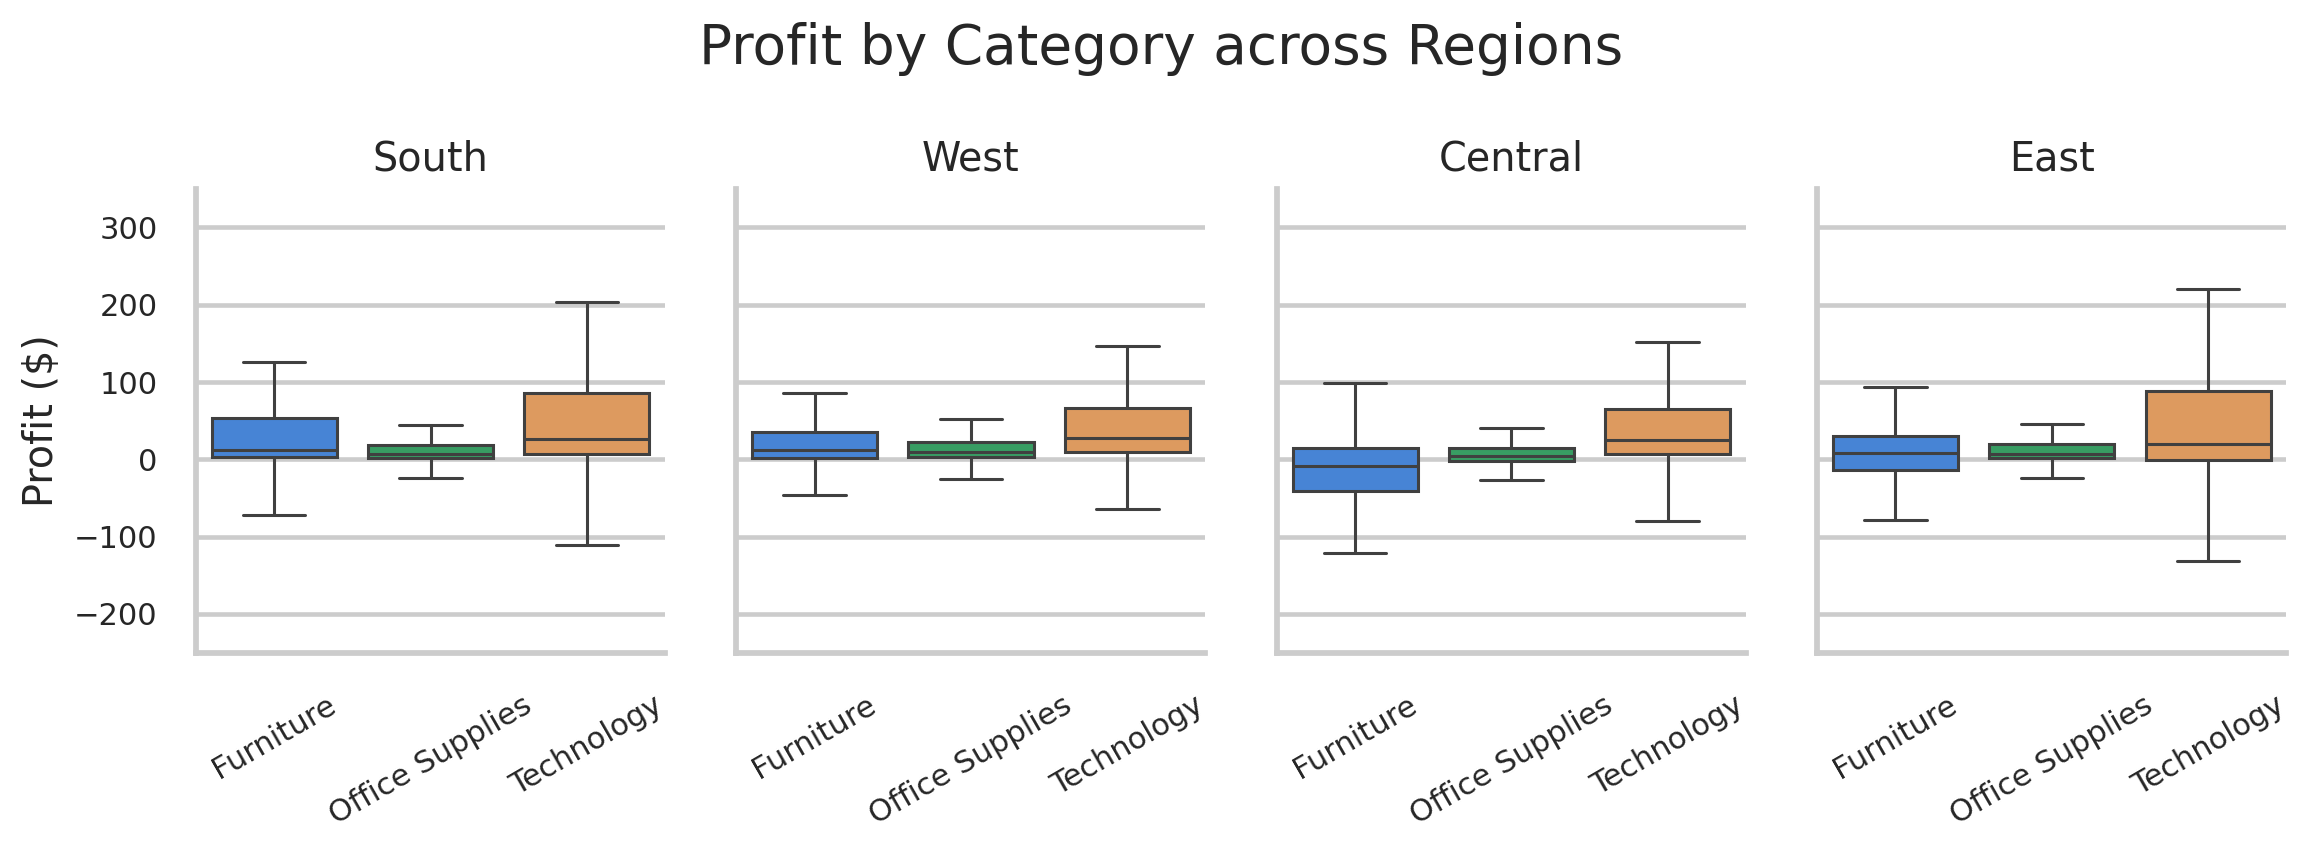 Profit by Category across Regions
South
West
Central
East
Profit ($)
300
200
100
0
−100
−200
Furniture
Office Supplies
Technology
Furniture
Office Supplies
Technology
Furniture
Office Supplies
Technology
Furniture
Office Supplies
Technology